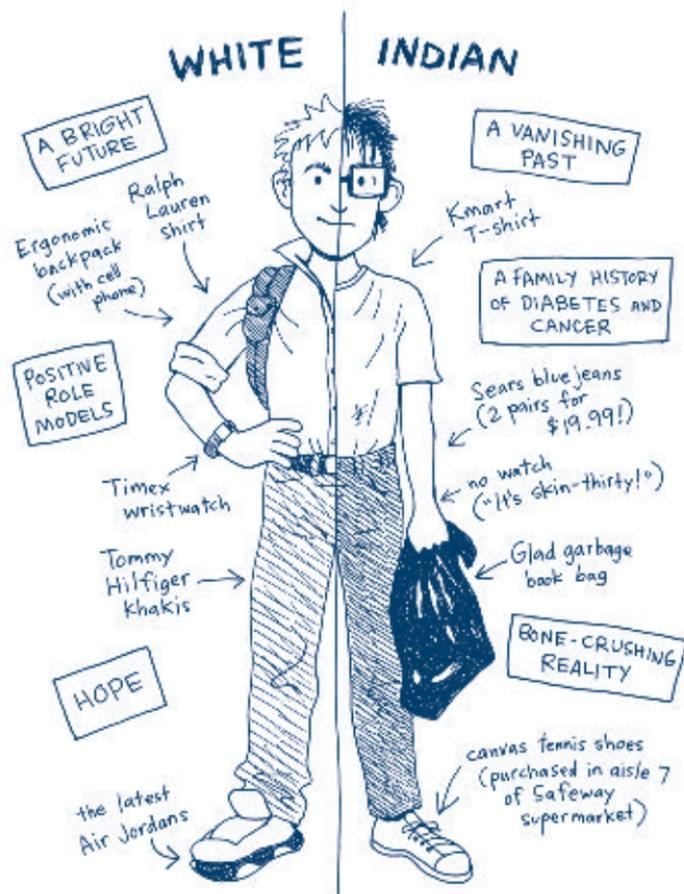 WHITE
INDIAN
A BRIGHT
FUTURE
Ralph
Lauren
shirt
Ergonomic
backpack
(with cell
phone)
POSITIVE
ROLE
MODELS
Timex
wristwatch
Tommy
Hilfiger
Khakis
HOPE
the latest
Air Jordans
A VANISHING
PAST
Kmart
T-shirt
A FAMILY HISTORY
OF DIABETES AND
CANCER
Sears blue jeans
(2 pairs for
$19.99!)
no watch
("It's skin-thirty!")
Glad garbage
book bag
BONE-CRUSHING
REALITY
canvas tennis shoes
(purchased in aisle 7
of Safeway
supermarket)